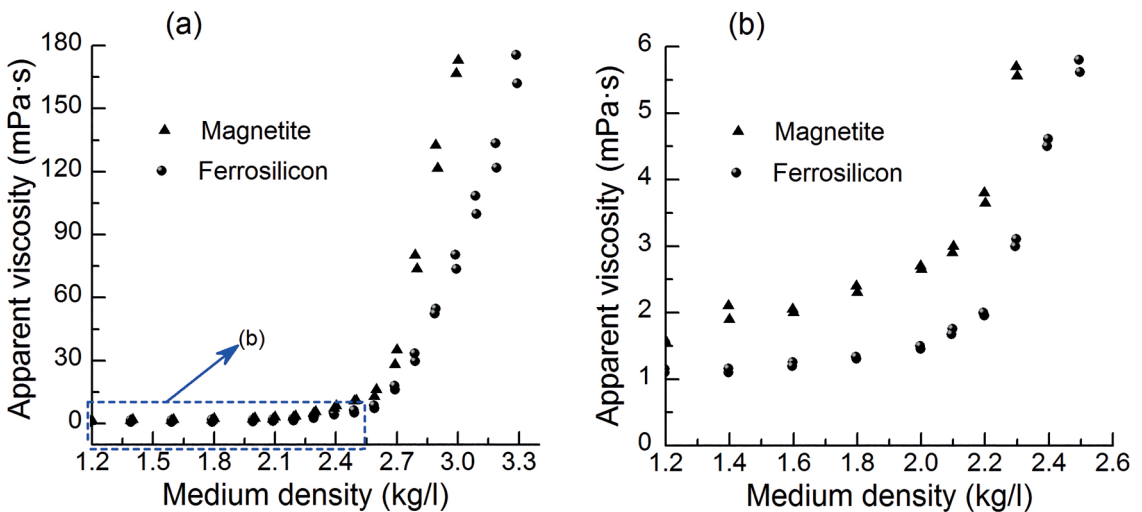 (a)
Apparent viscosity (mPa·s)
180
150
120
90
60
30
0
Magnetite
Ferrosilicon
(b)
1.2 1.5 1.8 2.1 2.4 2.7 3.0 3.3
Medium density (kg/l)
(b)
Apparent viscosity (mPa·s)
6
5
4
3
2
1
0
Magnetite
Ferrosilicon
1.2 1.4 1.6 1.8 2.0 2.2 2.4 2.6
Medium density (kg/l)